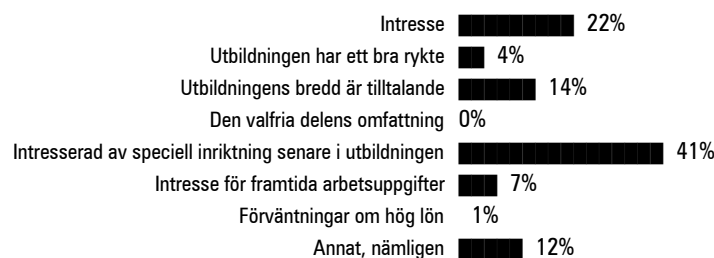 Intresse 22%
Utbildningen har ett bra rykte 4%
Utbildningens bredd är tilltalande 14%
Den valfria delens omfattning 0%
Intresserad av speciell inriktning senare i utbildningen 41%
Intresse för framtida arbetsuppgifter 7%
Förväntningar om hög lön 1%
Annat, nämligen 12%